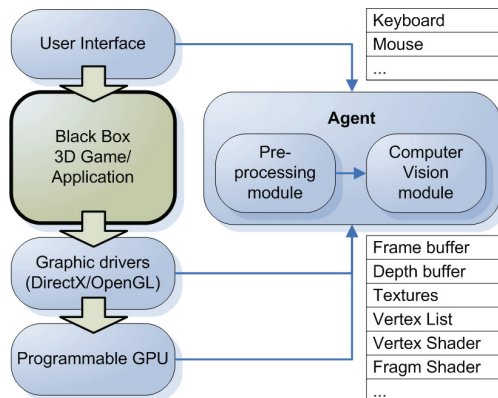 User Interface
Black Box
3D Game/
Application
Graphic drivers
(DirectX/OpenGL)
Programmable GPU
Keyboard
Mouse
...
Agent
Pre-
processing
module
Computer
Vision
module
Frame buffer
Depth buffer
Textures
Vertex List
Vertex Shader
Fragm Shader
...